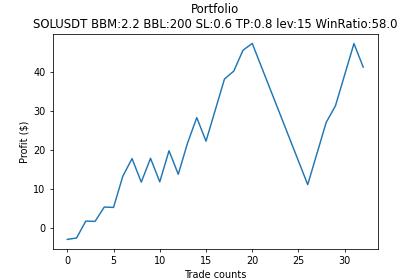 Portfolio
SOLUSDT BBM:2.2 BBL:200 SL:0.6 TP:0.8 lev:15 WinRatio:58.0
40
30
20
10
0
Profit ($)
0 5 10 15 20 25 30
Trade counts